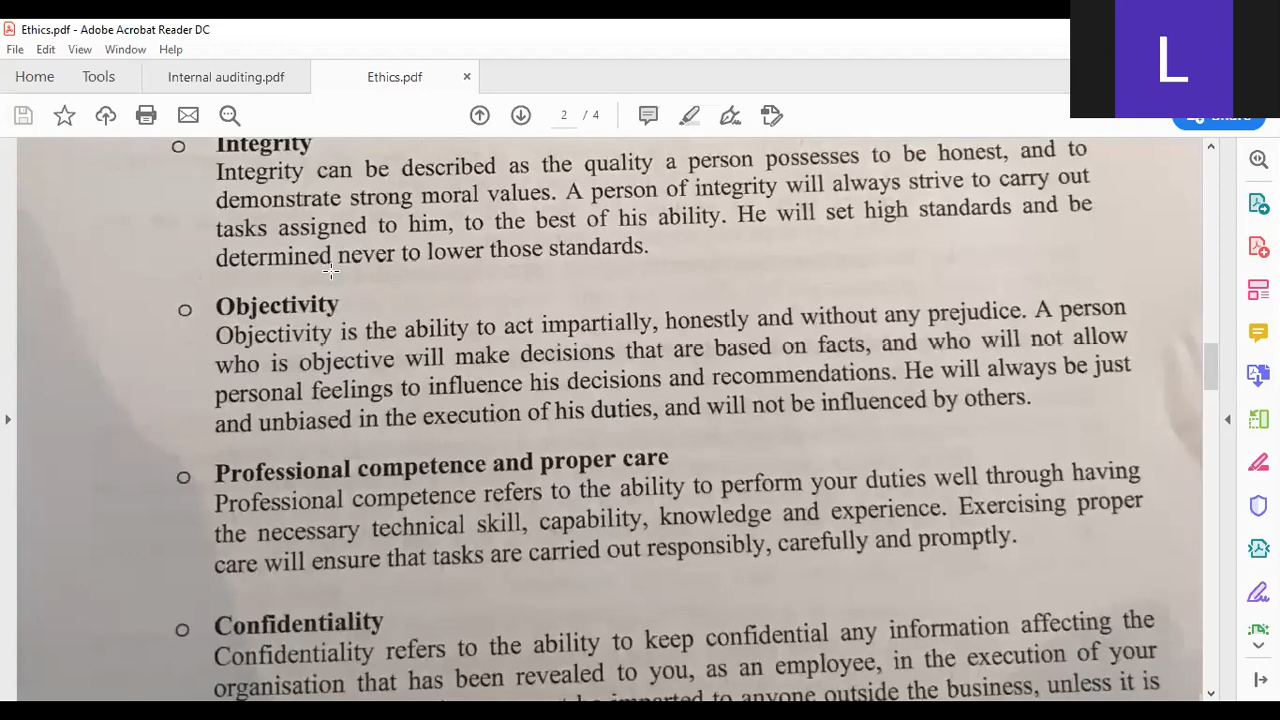 Ethics.pdf - Adobe Acrobat Reader DC
File Edit View Window Help
Home Tools Internal auditing.pdf Ethics.pdf ×
L
2 / 4
Share
Integrity
Integrity can be described as the quality a person possesses to be honest, and to
demonstrate strong moral values. A person of integrity will always strive to carry out
tasks assigned to him, to the best of his ability. He will set high standards and be
determined never to lower those standards.
Objectivity
Objectivity is the ability to act impartially, honestly and without any prejudice. A person
who is objective will make decisions that are based on facts, and who will not allow
personal feelings to influence his decisions and recommendations. He will always be just
and unbiased in the execution of his duties, and will not be influenced by others.
Professional competence and proper care
Professional competence refers to the ability to perform your duties well through having
the necessary technical skill, capability, knowledge and experience. Exercising proper
care will ensure that tasks are carried out responsibly, carefully and promptly.
Confidentiality
Confidentiality refers to the ability to keep confidential any information affecting the
organisation that has been revealed to you, as an employee, in the execution of your
imparted to anyone outside the business, unless it is